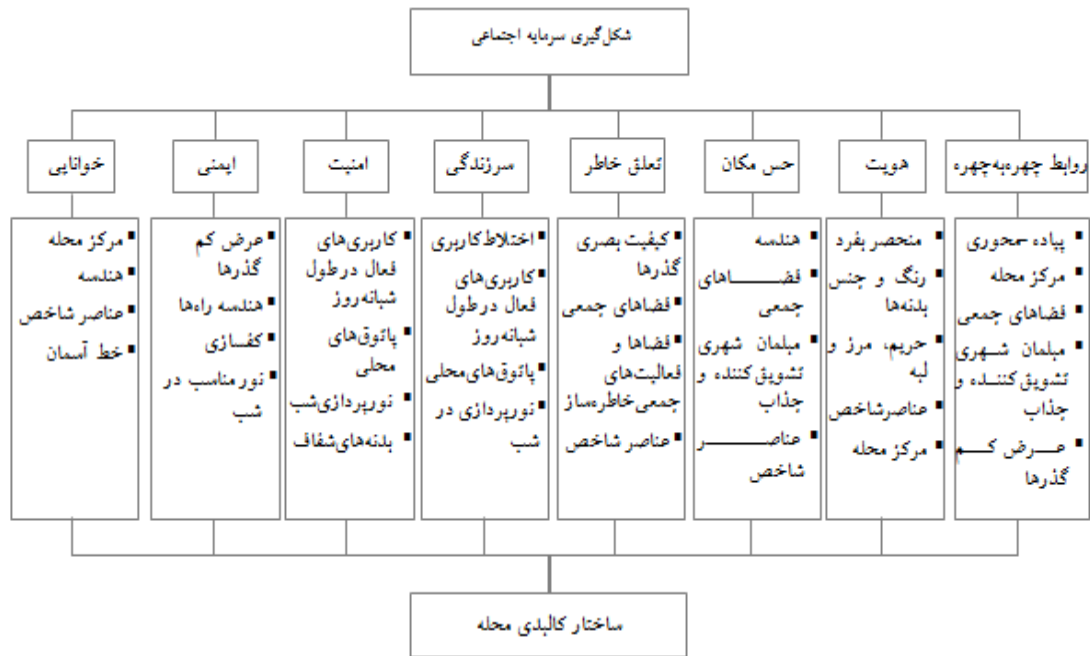 شکل‌گیری سرمایه اجتماعی
روابط چهره‌به‌چهره
هویت
حس مکان
تعلق خاطر
سرزندگی
امنیت
ایمنی
خوانایی
▪ پیاده-محوری
▪ مرکز محله
▪ فضاهای جمعی
▪ مبلمان شهری
تشویق‌کننده و
جذاب
▪ عرض کم
گذرها
▪ منحصر بفرد
▪ رنگ و جنس
بدنه‌ها
▪ حریم، مرز و
لبه
▪ عناصر شاخص
▪ مرکز محله
▪ هندسه
▪ فضاهای
جمعی
▪ مبلمان شهری
تشویق‌کننده و
جذاب
▪ عناصر
شاخص
▪ کیفیت بصری
گذرها
▪ فضاهای جمعی
▪ فضاها و
فعالیت‌های
جمعی‌خاطره‌ساز
▪ عناصر شاخص
▪ اختلاط‌کاربری
▪ کاربری‌های
فعال در طول
شبانه‌روز
▪ پاتوق‌های‌محلی
▪ نورپردازی در
شب
▪ کاربری‌های
فعال در طول
شبانه‌روز
▪ پاتوق‌های
محلی
▪ نورپردازی‌شب
▪ بدنه‌های‌شفاف
▪ عرض کم
گذرها
▪ هندسه راه‌ها
▪ کفسازی
▪ نور مناسب در
شب
▪ مرکز محله
▪ هندسه
▪ عناصر شاخص
▪ خط آسمان
ساختار کالبدی محله